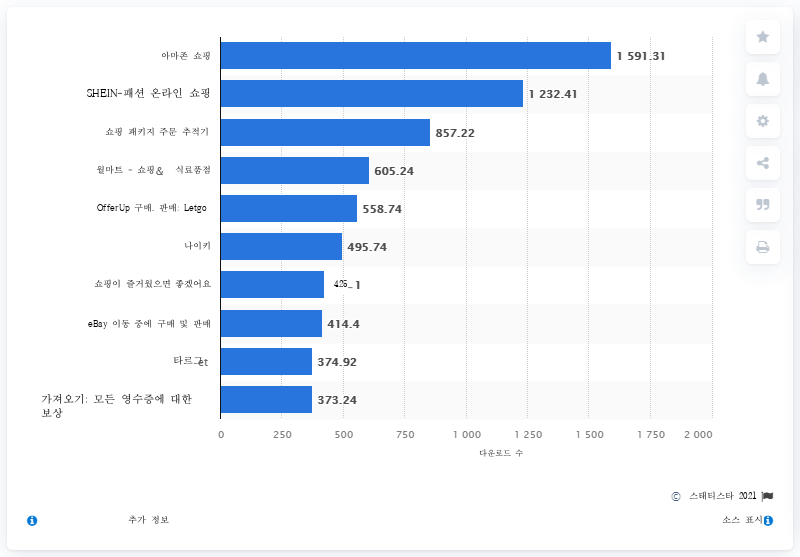 아마존 쇼핑
1 591.31
SHEIN-패션 온라인 쇼핑
1 232.41
쇼핑 패키지 주문 추적기
857.22
월마트 - 쇼핑& 식료품점
605.24
OfferUp 구매. 판매: Letgo
558.74
나이키
495.74
쇼핑이 즐거웠으면 좋겠어요
425_1
eBay 이동 중에 구매 및 판매
414.4
타르그et
374.92
가져오기: 모든 영수증에 대한
보상
373.24
0 250 500 750 1 000 1 250 1 500 1 750 2 000
다운로드 수
© 스태티스타 2021
추가 정보
소스 표시